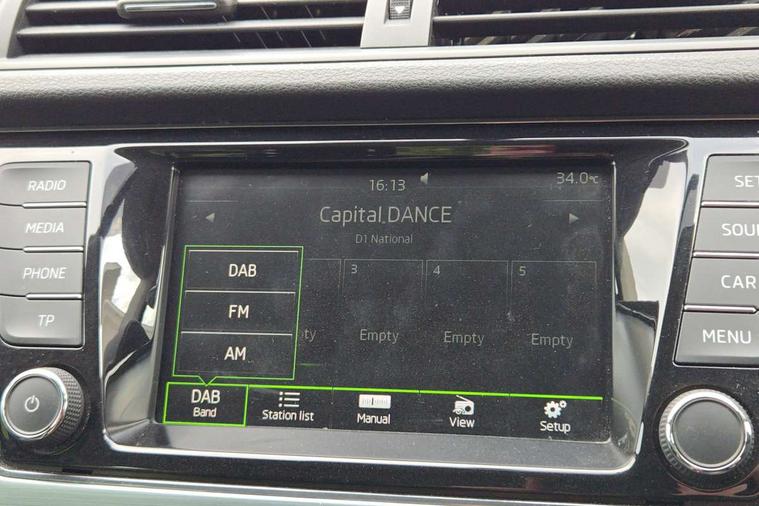 RADIO
MEDIA
PHONE
TP
16:13
34.0°C
Capital DANCE
D1 National
DAB
FM
AM
3
4
5
Empty
Empty
Empty
DAB
Band
Station list
Manual
View
Setup
CAR
MENU